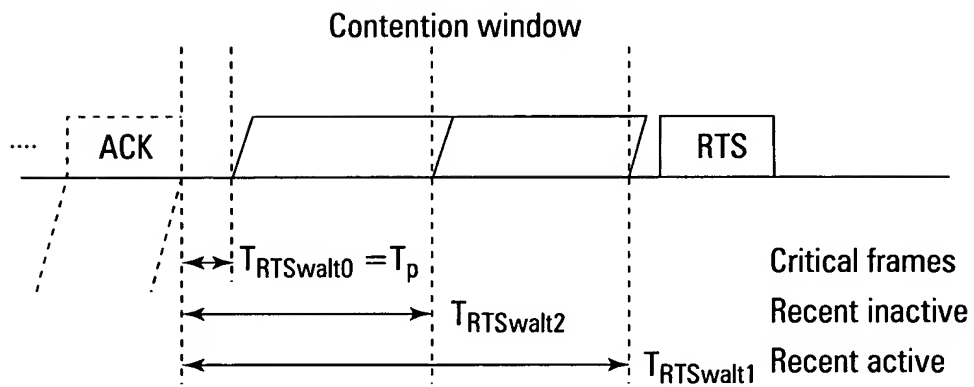 Contention window
.... ACK RTS
T_RTSwalt0 = T_p Critical frames
T_RTSwalt2 Recent inactive
T_RTSwalt1 Recent active